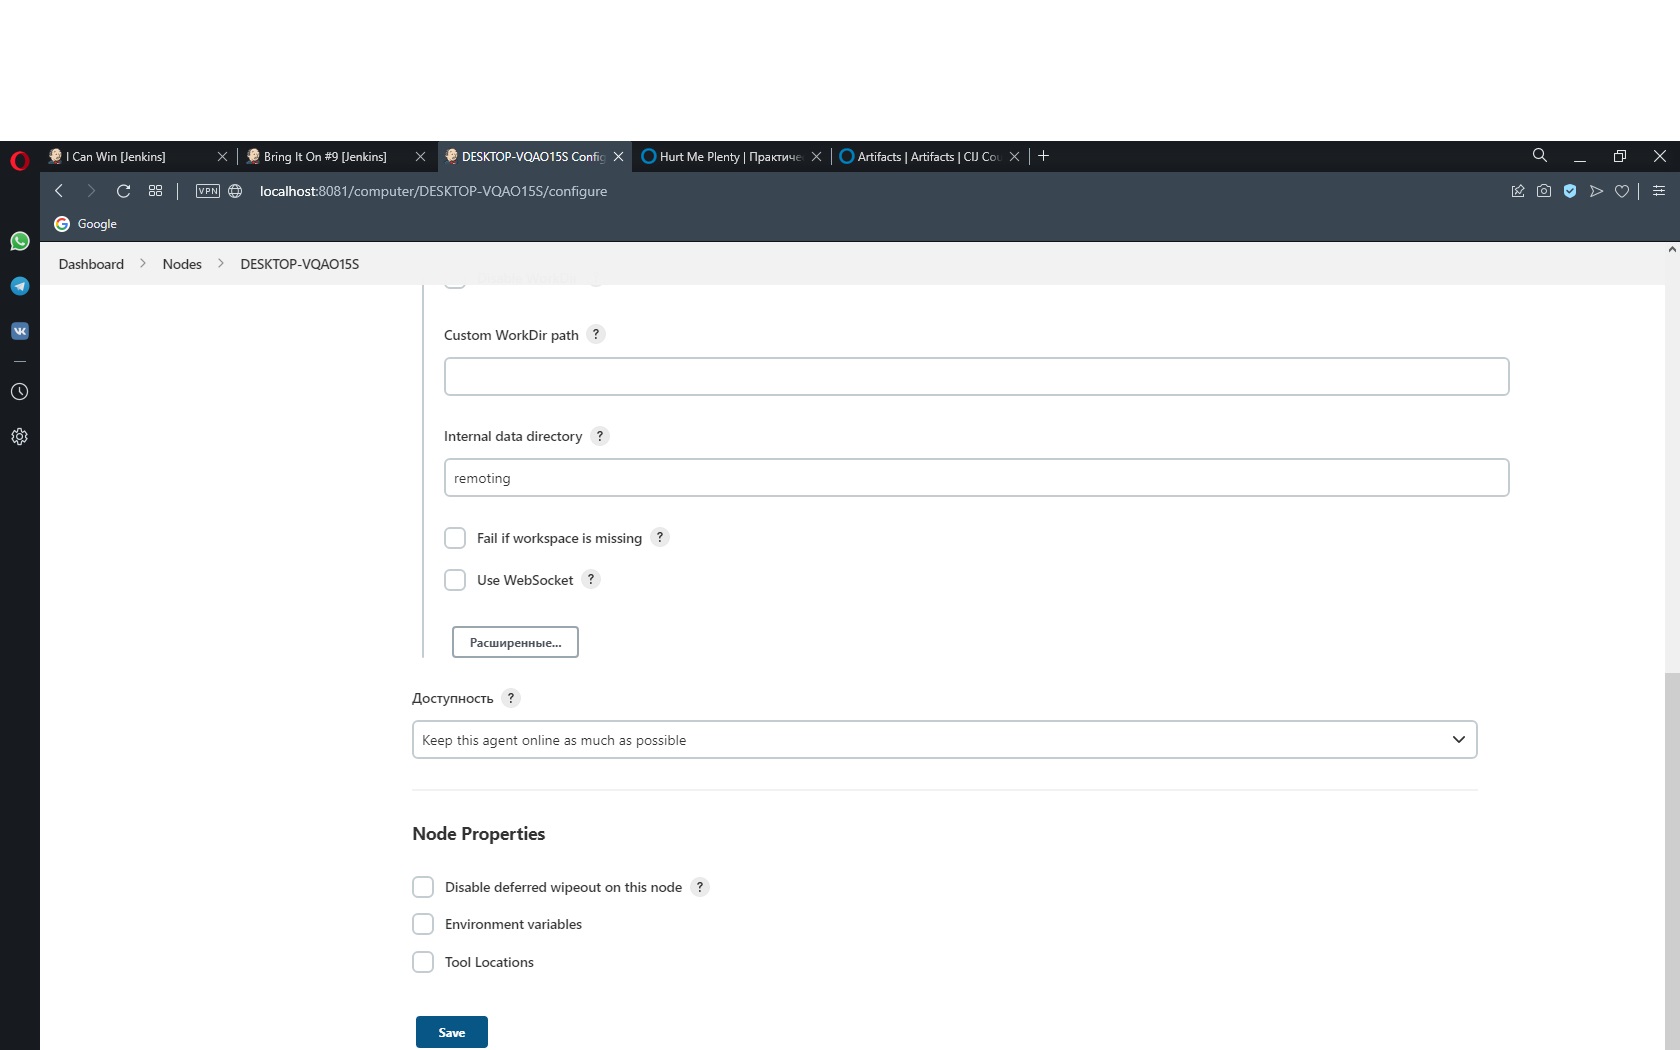 I Can Win [Jenkins]
Bring It On #9 [Jenkins]
DESKTOP-VQAO15S Config
Hurt Me Plenty | Практиче
Artifacts | Artifacts | CIJ Cou
VPN
localhost:8081/computer/DESKTOP-VQAO15S/configure
Google
Dashboard
Nodes
DESKTOP-VQAO15S
Custom WorkDir path ?
Internal data directory ?
remoting
Fail if workspace is missing ?
Use WebSocket ?
Расширенные...
Доступность ?
Keep this agent online as much as possible
Node Properties
Disable deferred wipeout on this node ?
Environment variables
Tool Locations
Save